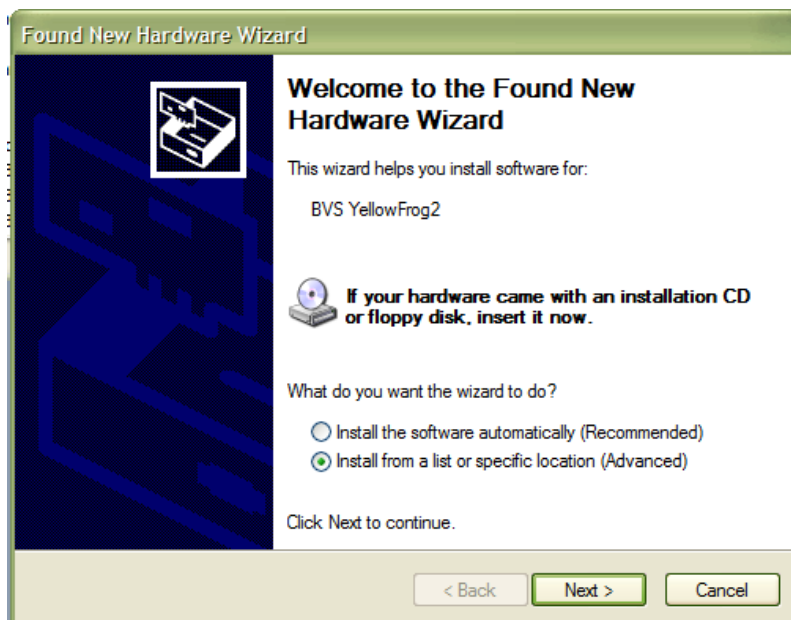 Found New Hardware Wizard
Welcome to the Found New
Hardware Wizard
This wizard helps you install software for:
BVS YellowFrog2
If your hardware came with an installation CD
or floppy disk, insert it now.
What do you want the wizard to do?
Install the software automatically (Recommended)
Install from a list or specific location (Advanced)
Click Next to continue.
< Back
Next >
Cancel